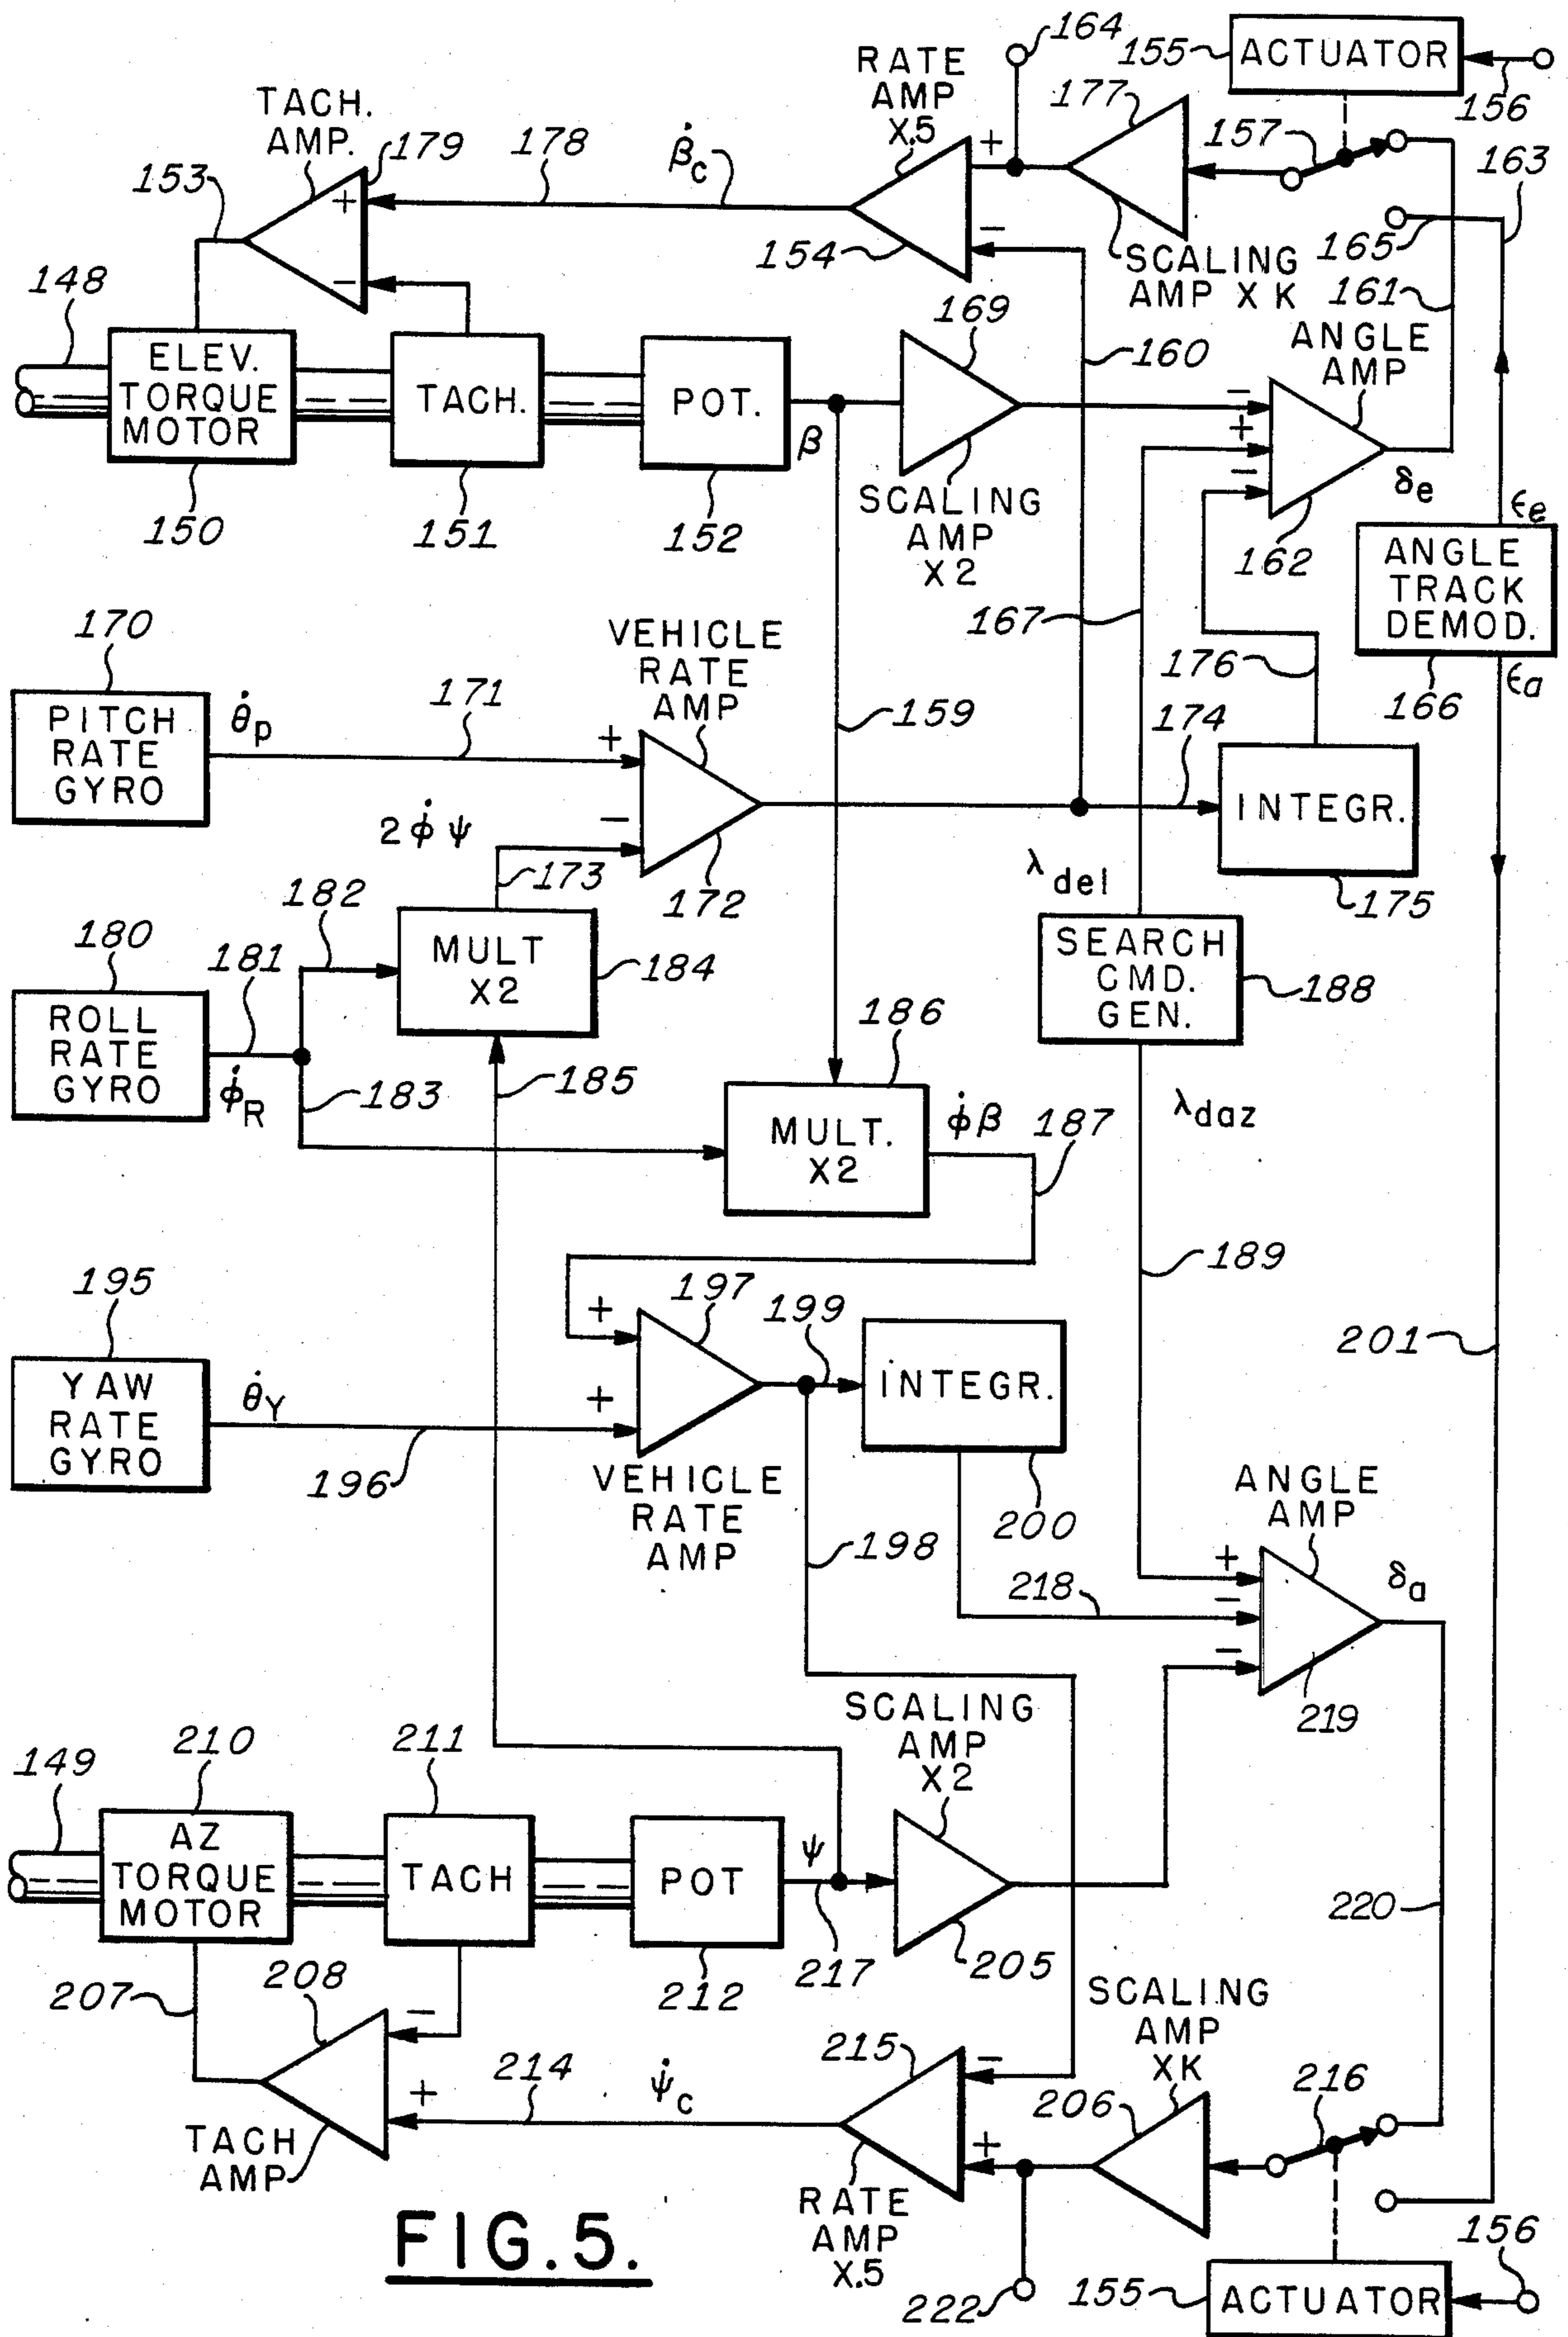 164
155
ACTUATOR
156
RATE
AMP
X.5
177
157
163
TACH.
AMP.
179
178
β̇c
153
+
+
−
−
154
SCALING
AMP X K
165
161
148
ELEV.
TORQUE
MOTOR
TACH.
POT.
β
169
160
ANGLE
AMP
−
+
−
δe
ϵe
150
151
152
SCALING
AMP
X2
162
ANGLE
TRACK
DEMOD.
170
VEHICLE
RATE
AMP
167
176
166
ϵa
PITCH
RATE
GYRO
θ̇p
171
+
−
159
174
INTEGR.
2φ̇ψ
173
172
λdel
175
182
180
181
MULT
X2
184
SEARCH
CMD.
GEN.
188
ROLL
RATE
GYRO
φ̇R
183
185
186
λdaz
MULT.
X2
φ̇β
187
189
195
197
199
201
YAW
RATE
GYRO
θ̇Y
196
+
+
INTEGR.
VEHICLE
RATE
AMP
200
198
218
ANGLE
AMP
+
−
−
δa
219
SCALING
AMP
X2
149
210
211
AZ
TORQUE
MOTOR
TACH
POT
ψ
217
212
205
220
207
208
−
+
TACH
AMP
214
ψ̇c
215
−
+
SCALING
AMP
XK
206
216
RATE
AMP
X.5
222
FIG.5.
155
ACTUATOR
156